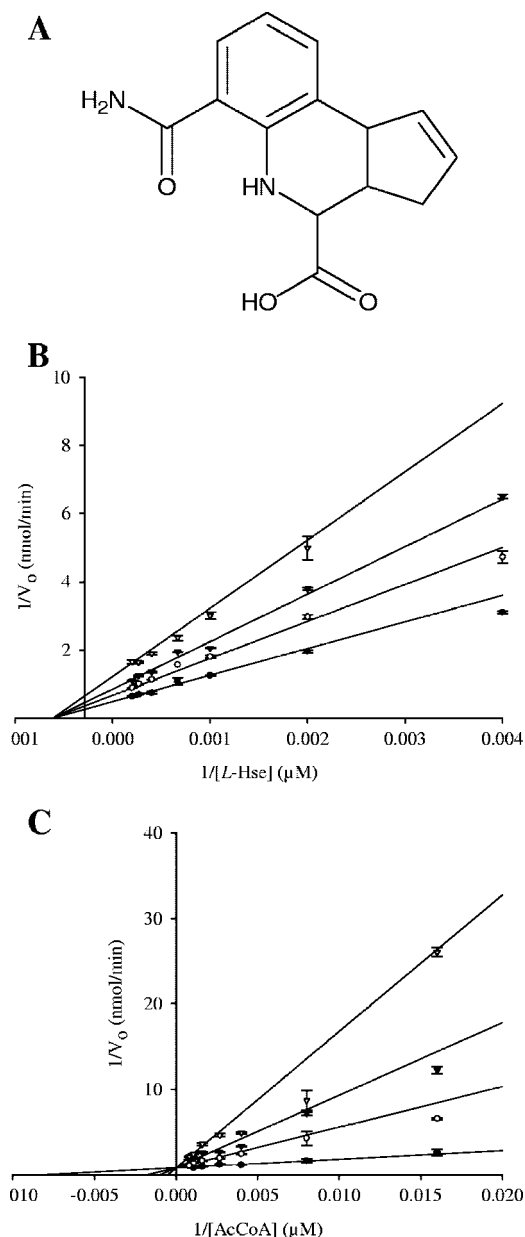 A
H2N
O
HN
HO
O
B
10
8
6
4
2
1/Vo (nmol/min)
001 0.000 0.001 0.002 0.003 0.004
1/[L-Hse] (µM)
C
40
30
20
10
1/Vo (nmol/min)
010 -0.005 0.000 0.005 0.010 0.015 0.020
1/[AcCoA] (µM)